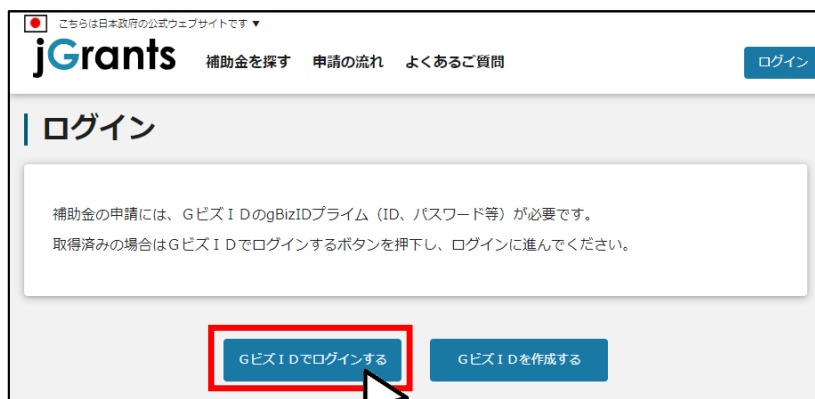 こちらは日本政府の公式ウェブサイトです ▼
jGrants 補助金を探す 申請の流れ よくあるご質問 ログイン
ログイン
補助金の申請には、GビズIDのgBizIDプライム（ID、パスワード等）が必要です。
取得済みの場合はGビズIDでログインするボタンを押下し、ログインに進んでください。
GビズIDでログインする GビズIDを作成する